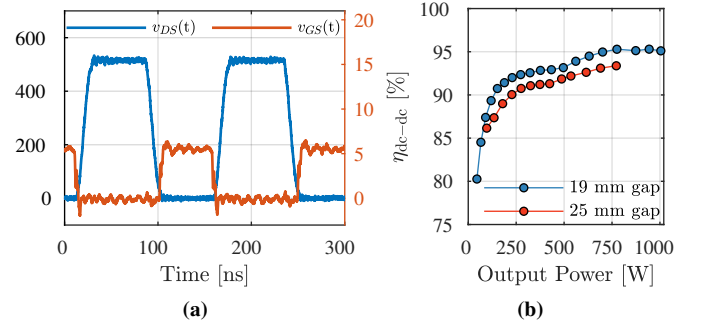 v_DS(t) v_GS(t)
600
400
200
0
20
15
10
5
0
0 100 200 300
Time [ns]
(a)
η_dc−dc [%]
100
95
90
85
80
75
19 mm gap
25 mm gap
0 250 500 750 1000
Output Power [W]
(b)